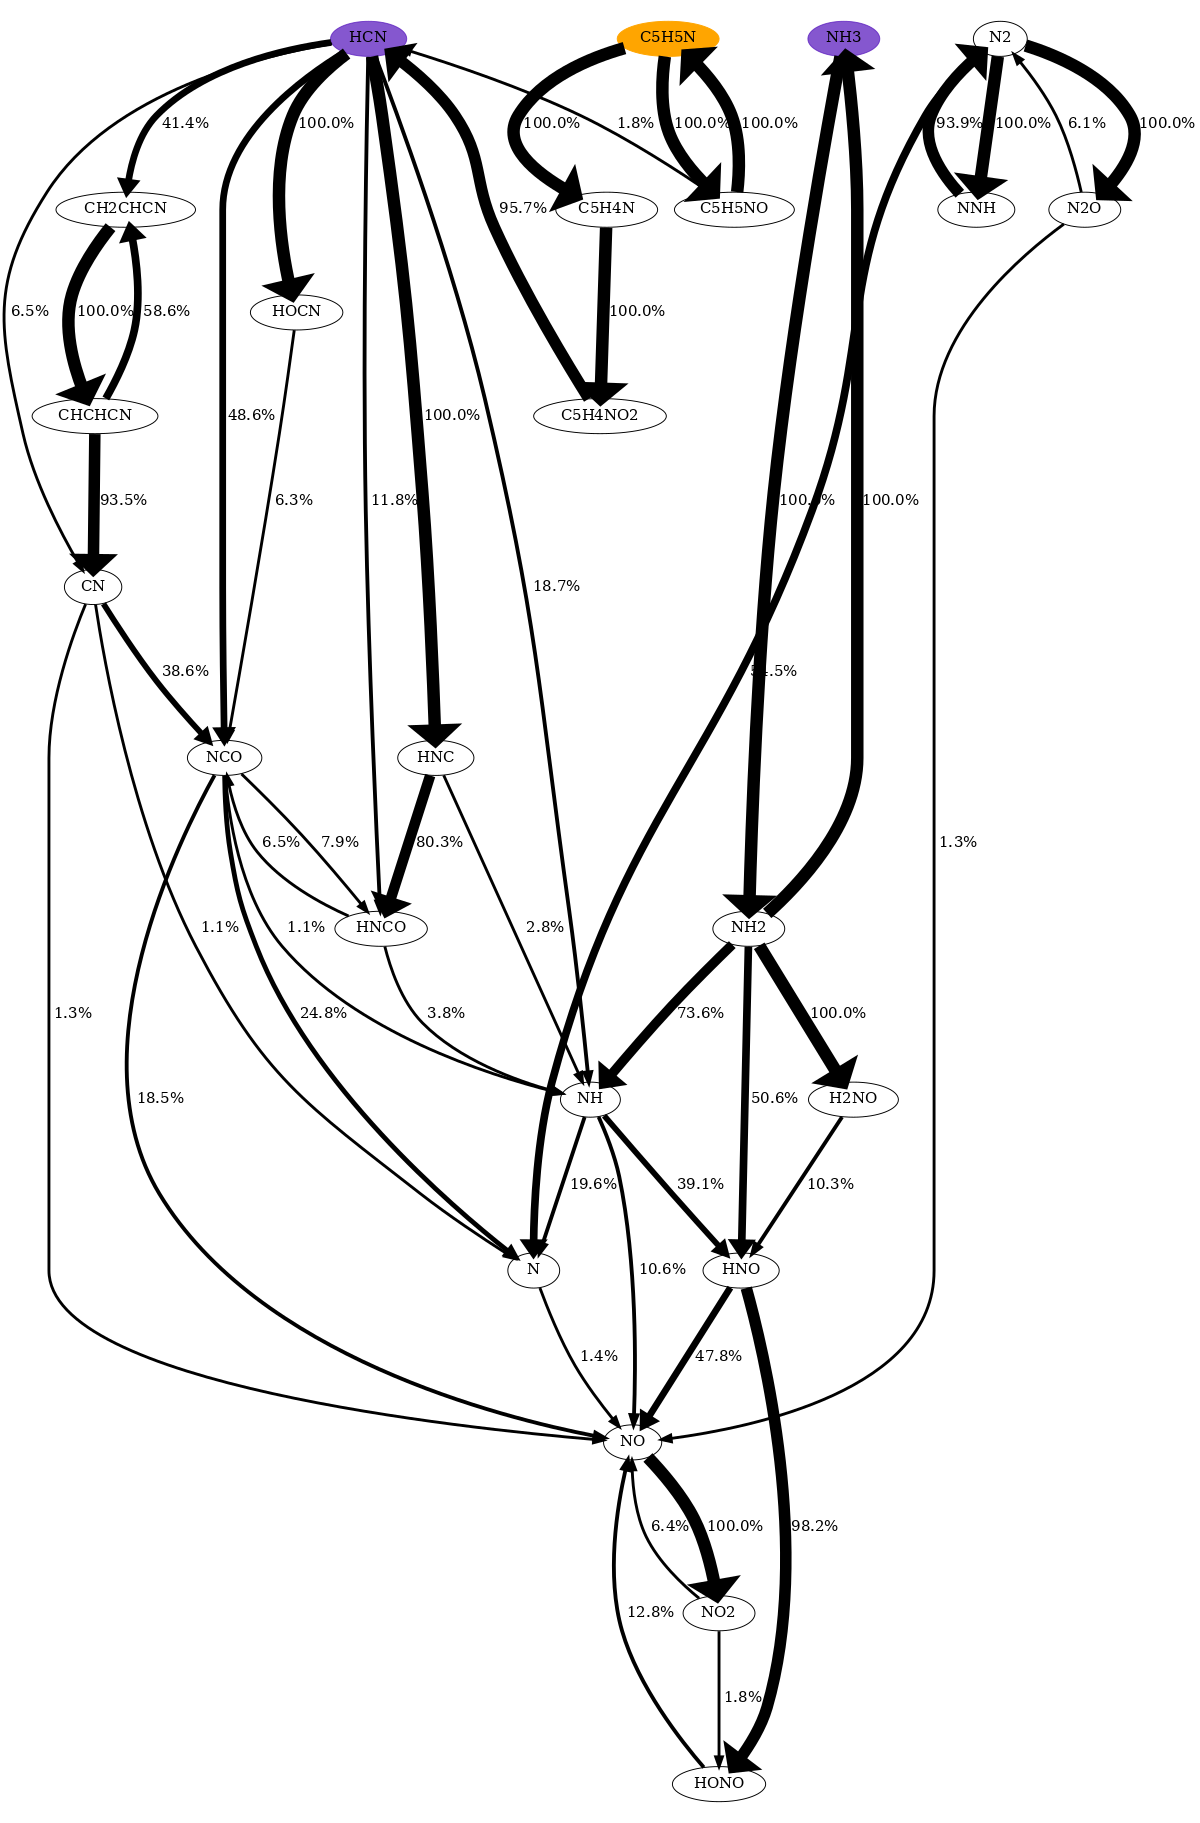 HCN C5H5N NH3 N2
41.4% 100.0% 100.0% 1.8% 100.0% 100.0% 93.9% 100.0% 6.1% 100.0%
CH2CHCN 95.7% C5H4N C5H5NO NNH N2O
6.5% 100.0% 58.6% HOCN 100.0%
CHCHCN 48.6% 100.0% C5H4NO2
93.5% 6.3% 11.8% 100.0%
CN 18.7%
38.6%
NCO HNC
6.5% 7.9% 80.3% 1.3%
1.1% 1.1% HNCO 2.8% NH2
1.3% 24.8% 3.8% 73.6% 100.0%
18.5% NH 50.6% H2NO
19.6% 39.1% 10.3%
N 10.6% HNO
1.4% 47.8%
NO
6.4% 100.0% 98.2%
12.8% NO2
1.8%
HONO